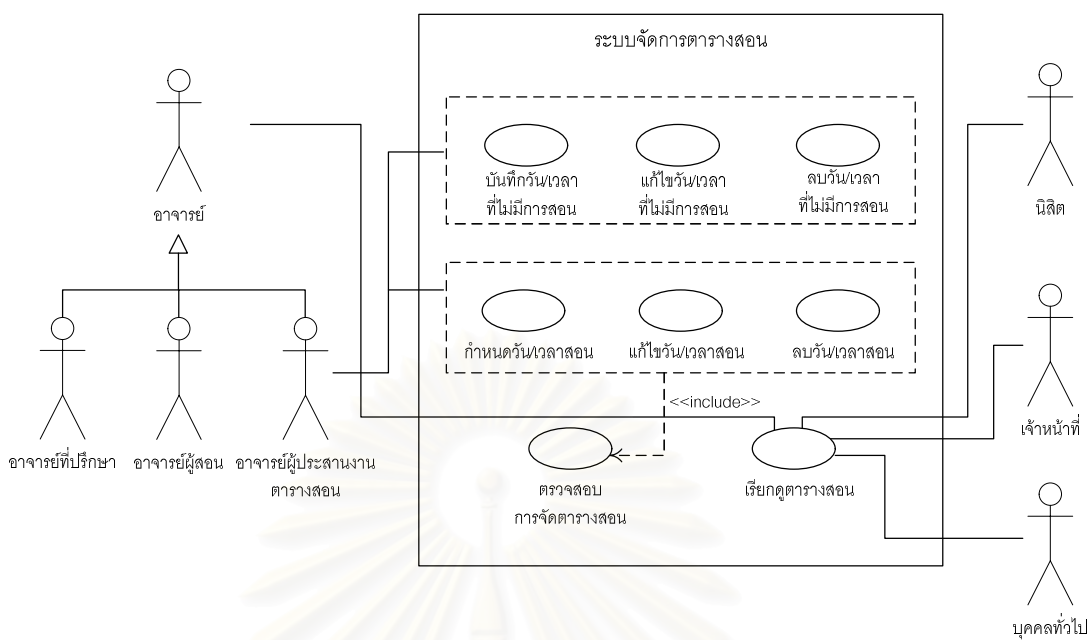 ระบบจัดการตารางสอน
บันทึกวัน/เวลา
ที่ไม่มีการสอน
แก้ไขวัน/เวลา
ที่ไม่มีการสอน
ลบวัน/เวลา
ที่ไม่มีการสอน
อาจารย์
นิสิต
กำหนดวัน/เวลาสอน
แก้ไขวัน/เวลาสอน
ลบวัน/เวลาสอน
<<include>>
อาจารย์ที่ปรึกษา
อาจารย์ผู้สอน
อาจารย์ผู้ประสานงาน
ตารางสอน
เจ้าหน้าที่
ตรวจสอบ
การจัดตารางสอน
เรียกดูตารางสอน
บุคคลทั่วไป